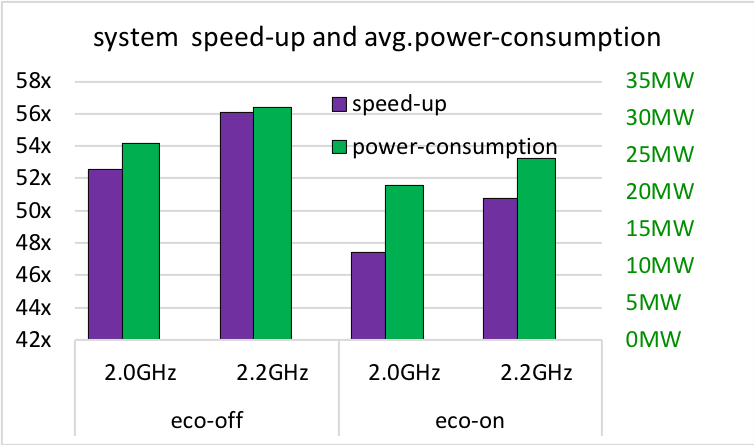 system speed-up and avg.power-consumption
58x
56x
54x
52x
50x
48x
46x
44x
42x
speed-up
power-consumption
35MW
30MW
25MW
20MW
15MW
10MW
5MW
0MW
2.0GHz 2.2GHz 2.0GHz 2.2GHz
eco-off eco-on